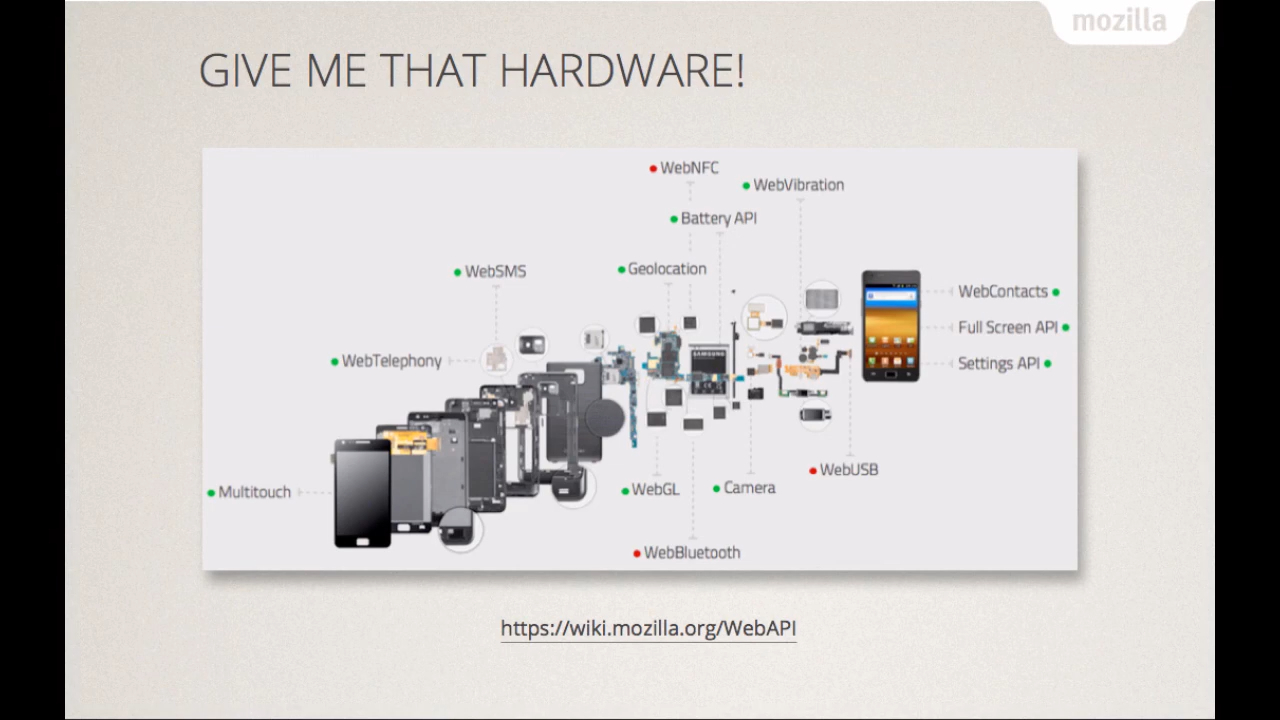 mozilla
GIVE ME THAT HARDWARE!
WebNFC
WebVibration
Battery API
WebSMS
Geolocation
WebContacts
Full Screen API
WebTelephony
Settings API
SAMSUNG
WebUSB
Multitouch
WebGL
Camera
WebBluetooth
https://wiki.mozilla.org/WebAPI